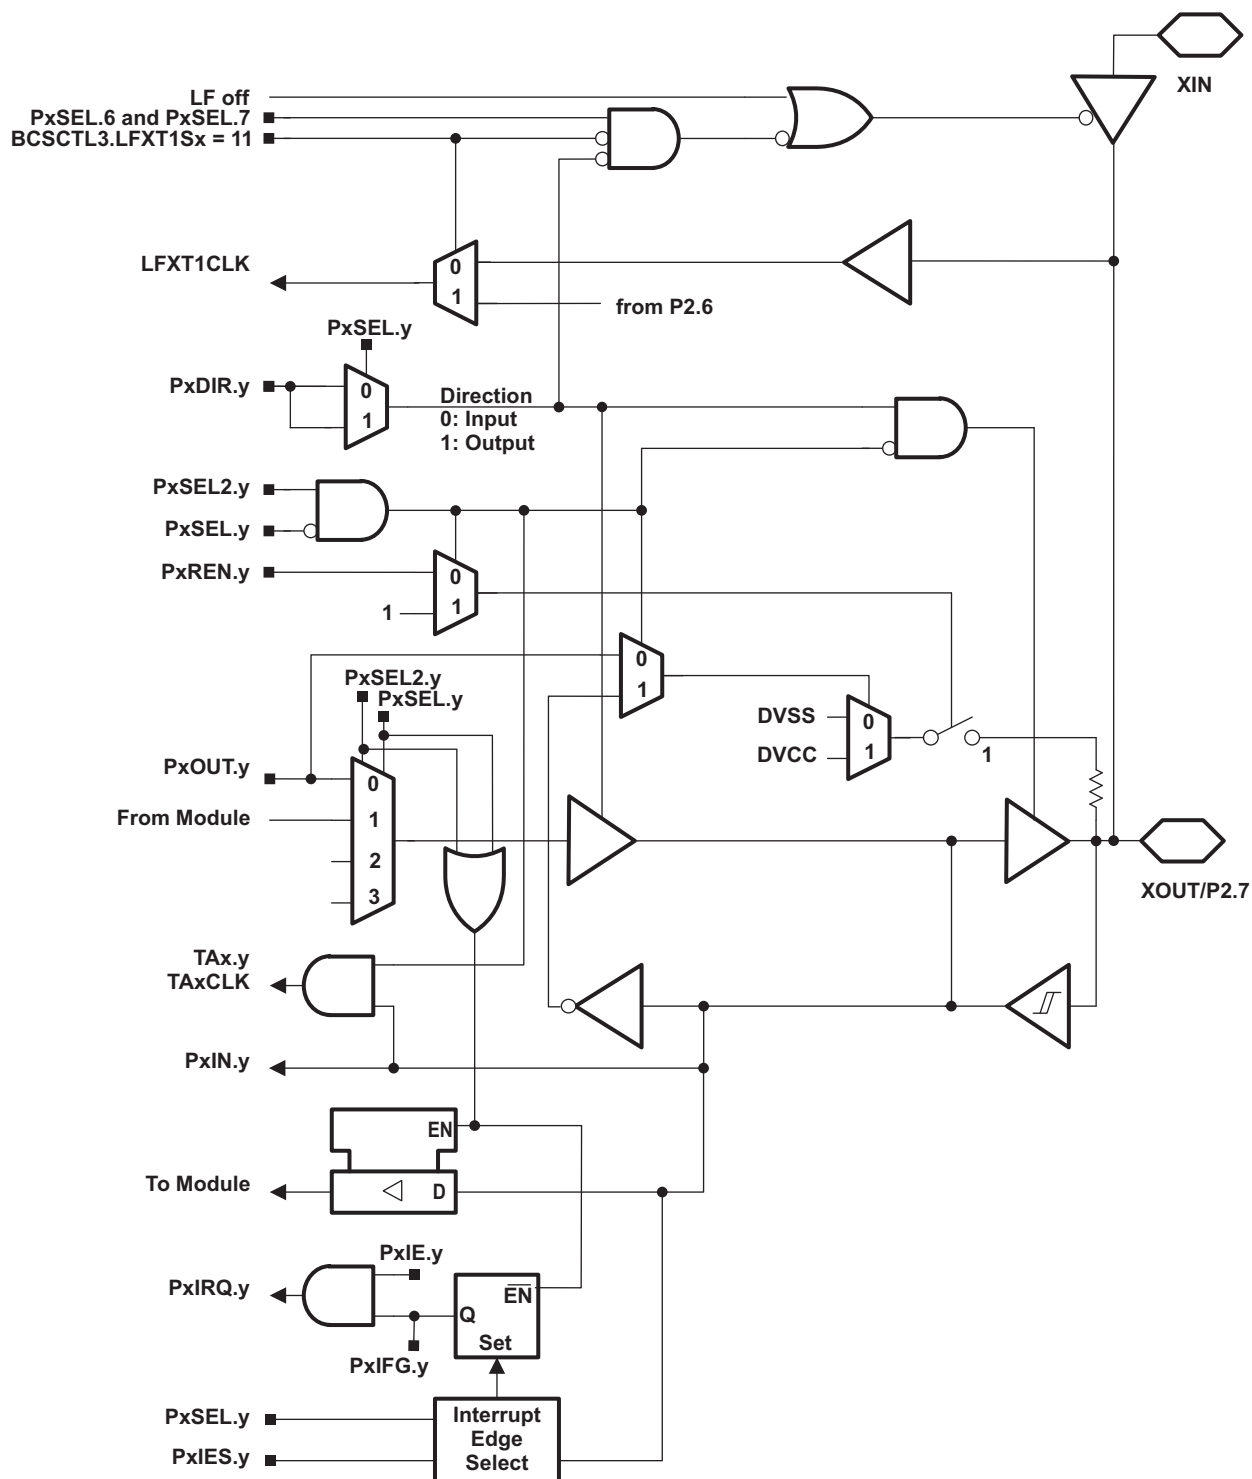 XIN
LF off
PxSEL.6 and PxSEL.7
BCSCTL3.LFXT1Sx = 11
LFXT1CLK
0
1
from P2.6
PxSEL.y
PxDIR.y
0
1
Direction
0: Input
1: Output
PxSEL2.y
PxSEL.y
PxREN.y
0
1
1
0
1
PxSEL2.y
PxSEL.y
DVSS
DVCC
0
1
1
PxOUT.y
From Module
0
1
2
3
XOUT/P2.7
TAx.y
TAxCLK
PxIN.y
EN
To Module
D
PxIE.y
PxIRQ.y
EN
Q
Set
PxIFG.y
PxSEL.y
PxIES.y
Interrupt
Edge
Select